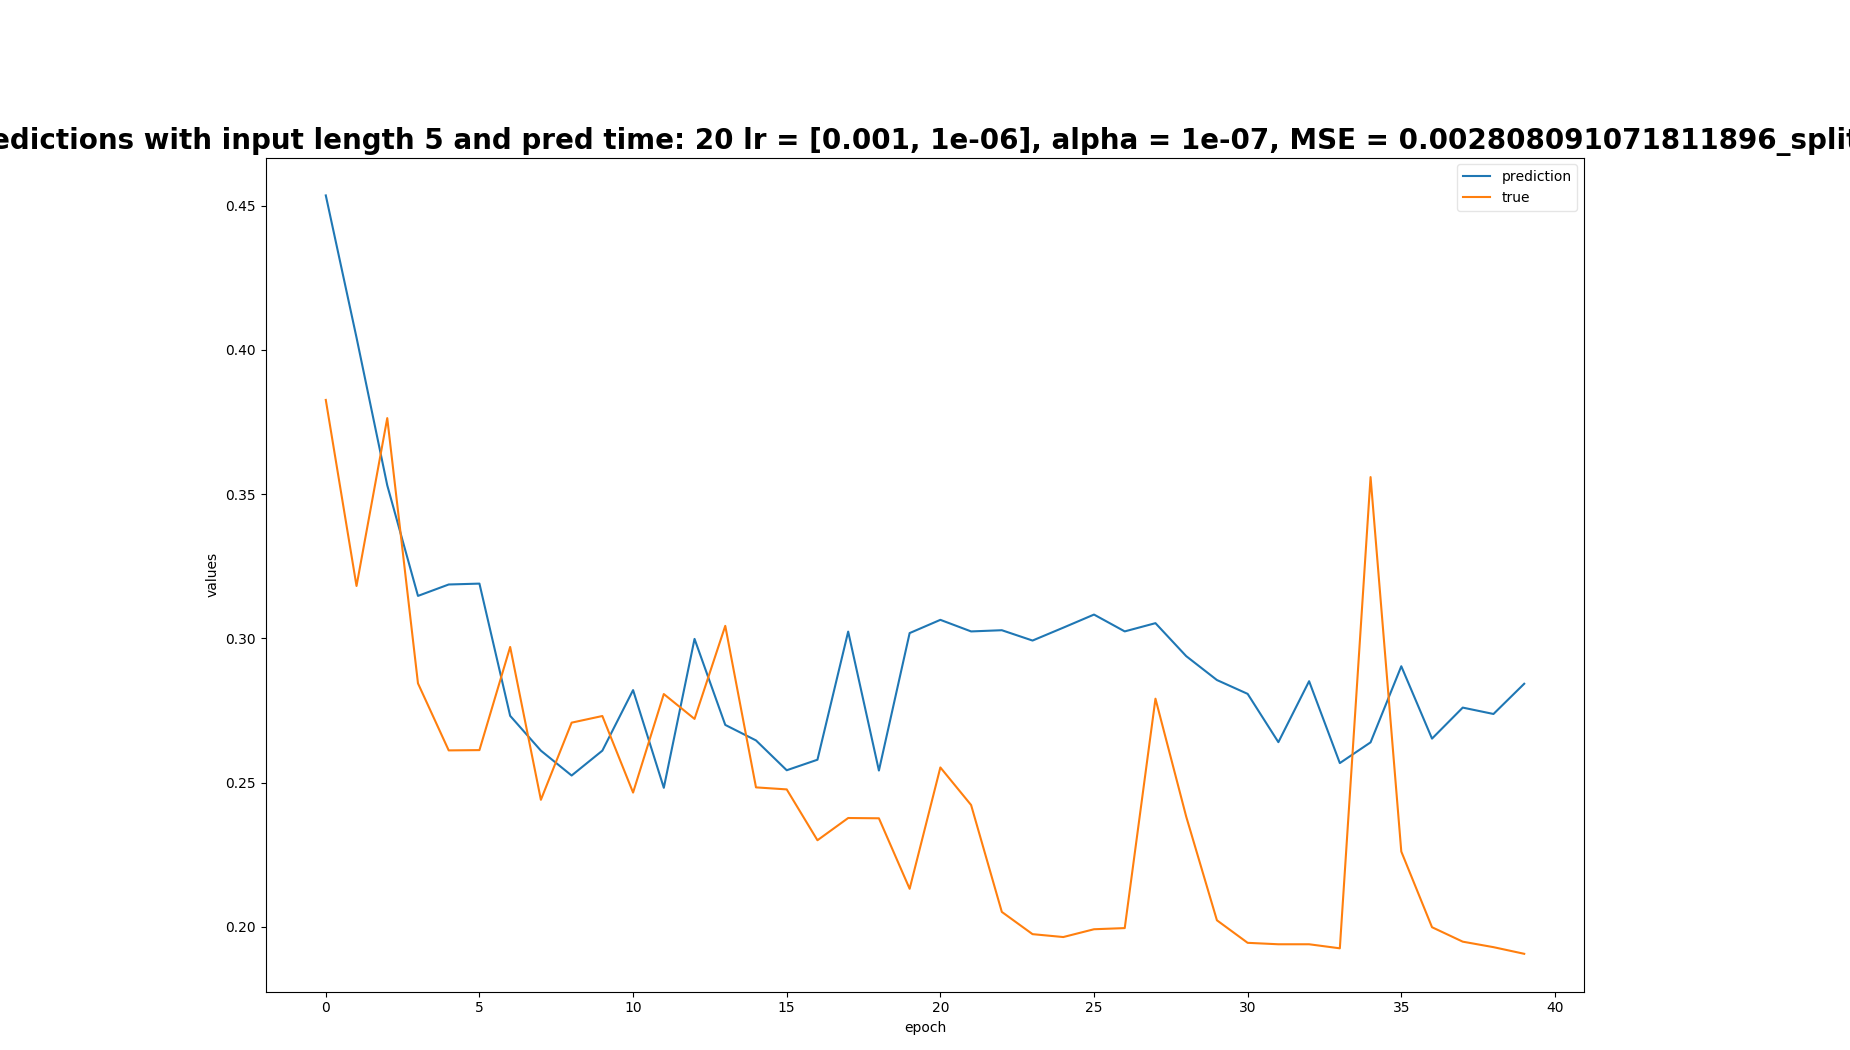 edictions with input length 5 and pred time: 20 lr = [0.001, 1e-06], alpha = 1e-07, MSE = 0.002808091071811896_split
prediction
true
0.45
0.40
0.35
0.30
0.25
0.20
values
0 5 10 15 20 25 30 35 40
epoch